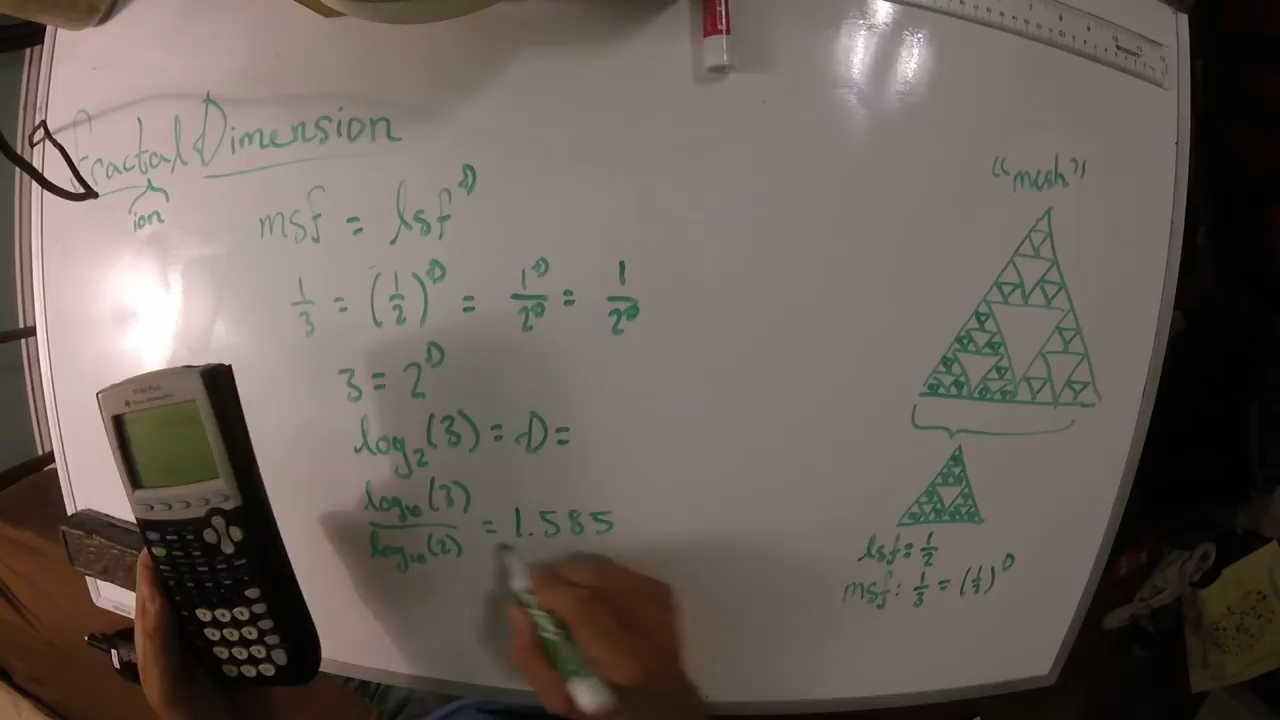 Fractal Dimension
ion
msf = lsf^D
1/3 = (1/2)^D = 1^D/2^D = 1/2^D
3 = 2^D
log₂(3) = D =
log₁₀(3)/log₁₀(2) = 1.585
"mesh"
lsf: 1/2
msf: 1/3 = (1/2)^D